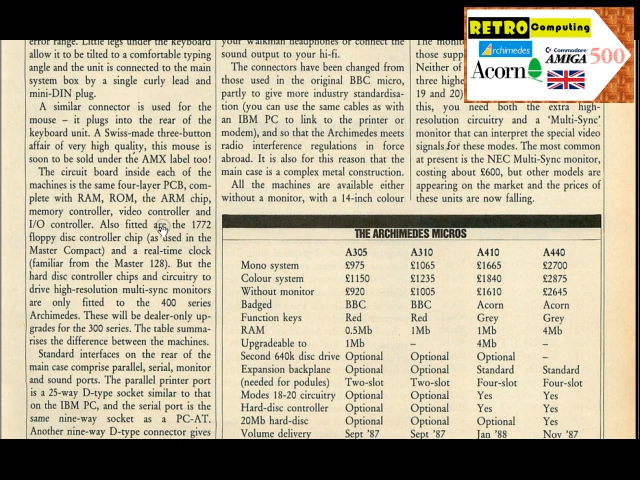 RETRO Computing
Archimedes
Commodore
AMIGA 500
Acorn
error range. Little legs under the keyboard
allow it to be tilted to a comfortable typing
angle and the unit is connected to the main
system box by a single curly lead and
mini-DIN plug.
A similar connector is used for the
mouse – it plugs into the rear of the
keyboard unit. A Swiss-made three-button
affair of very high quality, this mouse is
soon to be sold under the AMX label too!
The circuit board inside each of the
machines is the same four-layer PCB, com-
plete with RAM, ROM, the ARM chip,
memory controller, video controller and
I/O controller. Also fitted are the 1772
floppy disc controller chip (as used in the
Master Compact) and a real-time clock
(familiar from the Master 128). But the
hard disc controller chips and circuitry to
drive high-resolution multi-sync monitors
are only fitted to the 400 series
Archimedes. These will be dealer-only up-
grades for the 300 series. The table summa-
rises the difference between the machines.
Standard interfaces on the rear of the
main case comprise parallel, serial, monitor
and sound ports. The parallel printer port
is a 25-way D-type socket similar to that
on the IBM PC, and the serial port is the
same nine-way socket as a PC-AT.
Another nine-way D-type connector gives
your walkman headphones or connect the
sound output to your hi-fi.
The connectors have been changed from
those used in the original BBC micro,
partly to give more industry standardisa-
tion (you can use the same cables as with
an IBM PC to link to the printer or
modem), and so that the Archimedes meets
radio interference regulations in force
abroad. It is also for this reason that the
main case is a complex metal construction.
All the machines are available either
without a monitor, with a 14-inch colour
The monito
those supp
Neither of
three highe
19 and 20)
this, you need both the extra high-
resolution circuitry and a 'Multi-Sync'
monitor that can interpret the special video
signals for these modes. The most common
at present is the NEC Multi-Sync monitor,
costing about £600, but other models are
appearing on the market and the prices of
these units are now falling.
THE ARCHIMEDES MICROS
A305 A310 A410 A440
Mono system £975 £1065 £1665 £2700
Colour system £1150 £1235 £1840 £2875
Without monitor £920 £1005 £1610 £2645
Badged BBC BBC Acorn Acorn
Function keys Red Red Grey Grey
RAM 0.5Mb 1Mb 1Mb 4Mb
Upgradeable to 1Mb – 4Mb
Second 640k disc drive Optional Optional Optional –
Expansion backplane Optional Optional Standard Standard
(needed for podules) Two-slot Two-slot Four-slot Four-slot
Modes 18-20 circuitry Optional Optional Yes Yes
Hard-disc controller Optional Optional Yes Yes
20Mb hard-disc Optional Optional Optional Yes
Volume delivery Sept '87 Sept '87 Jan '88 Nov '87